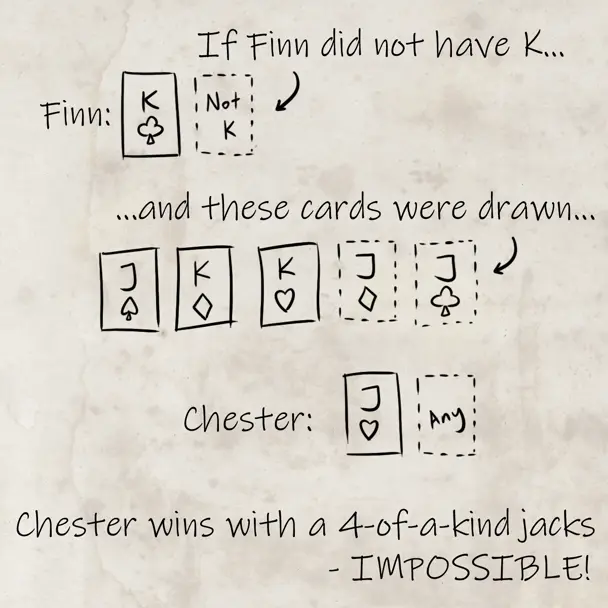 If Finn did not have K...
Finn: K ♧ Not K
...and these cards were drawn...
J ♤ K ♢ K ♡ J ♢ J ♧
Chester: J ♡ Any
Chester wins with a 4-of-a-kind jacks
- IMPOSSIBLE!